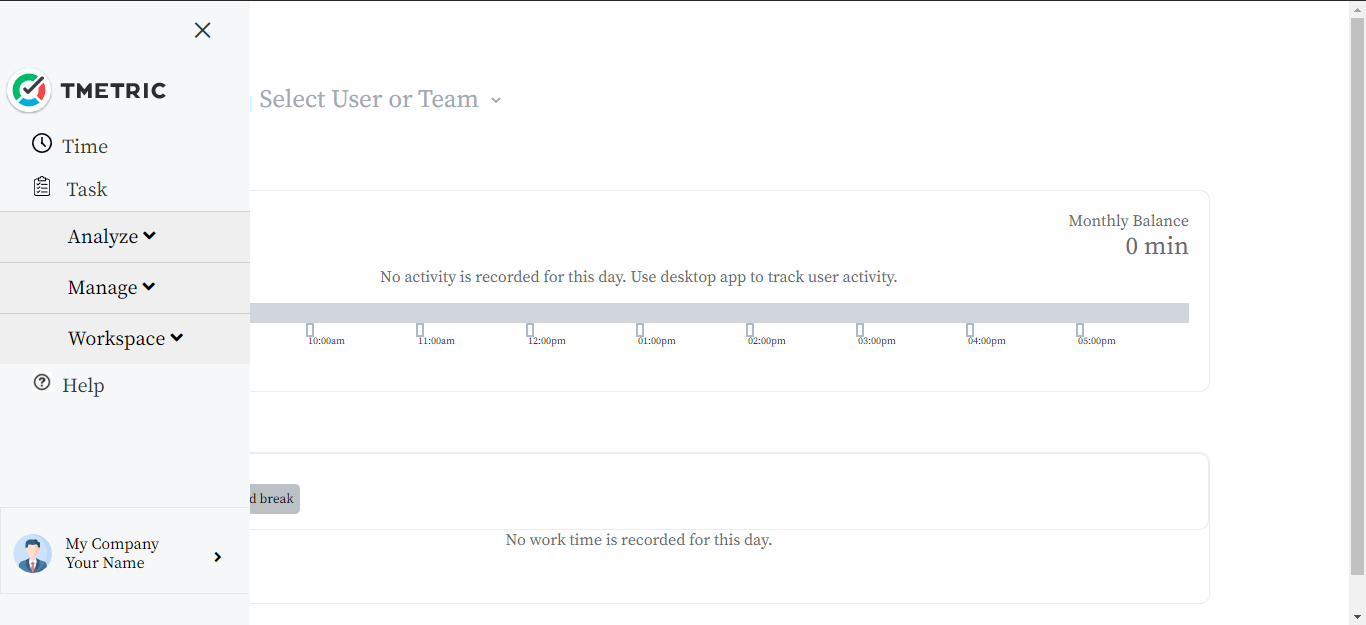 TMETRIC
Time
Task
Analyze
Manage
Workspace
Help
My Company
Your Name
Select User or Team
Monthly Balance
0 min
No activity is recorded for this day. Use desktop app to track user activity.
10:00am 11:00am 12:00pm 01:00pm 02:00pm 03:00pm 04:00pm 05:00pm
d break
No work time is recorded for this day.